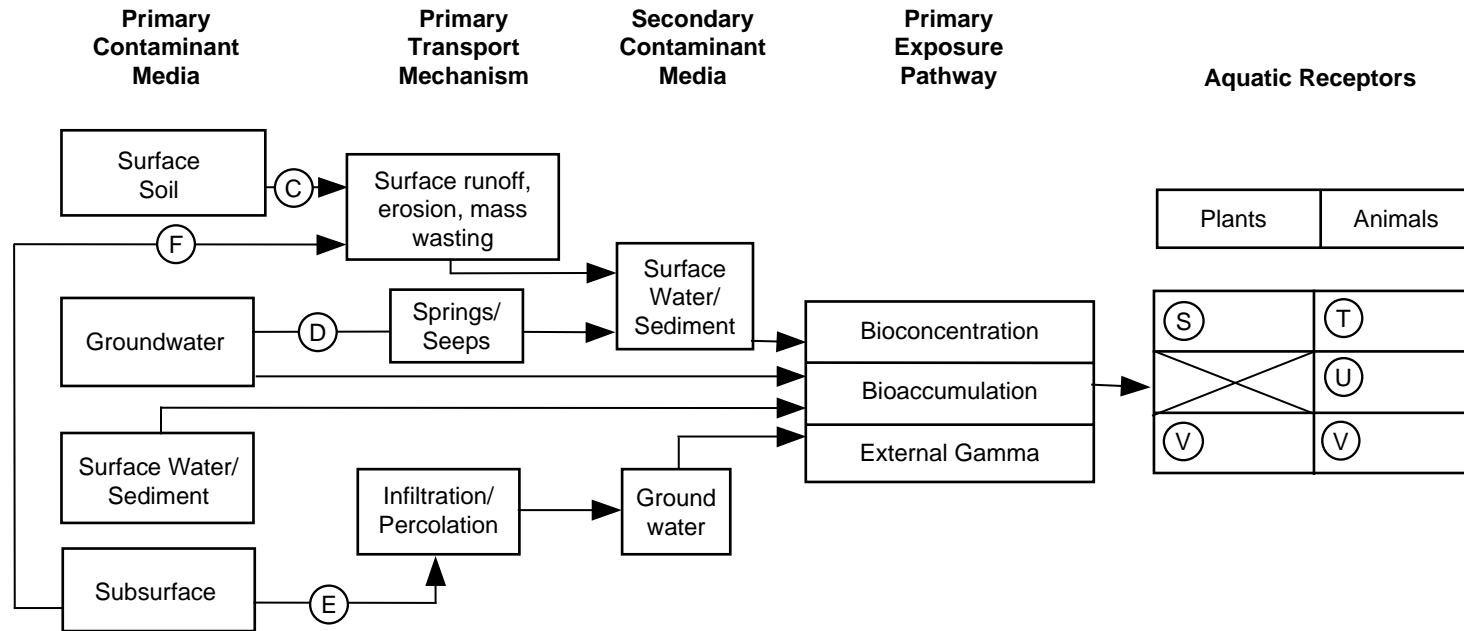 Primary
Contaminant
Media
Primary
Transport
Mechanism
Secondary
Contaminant
Media
Primary
Exposure
Pathway
Aquatic Receptors
Surface
Soil
C
Surface runoff,
erosion, mass
wasting
Plants
Animals
F
Surface
Water/
Sediment
Groundwater
D
Springs/
Seeps
Bioconcentration
Bioaccumulation
External Gamma
S
T
U
V
V
Surface Water/
Sediment
Infiltration/
Percolation
Ground
water
Subsurface
E